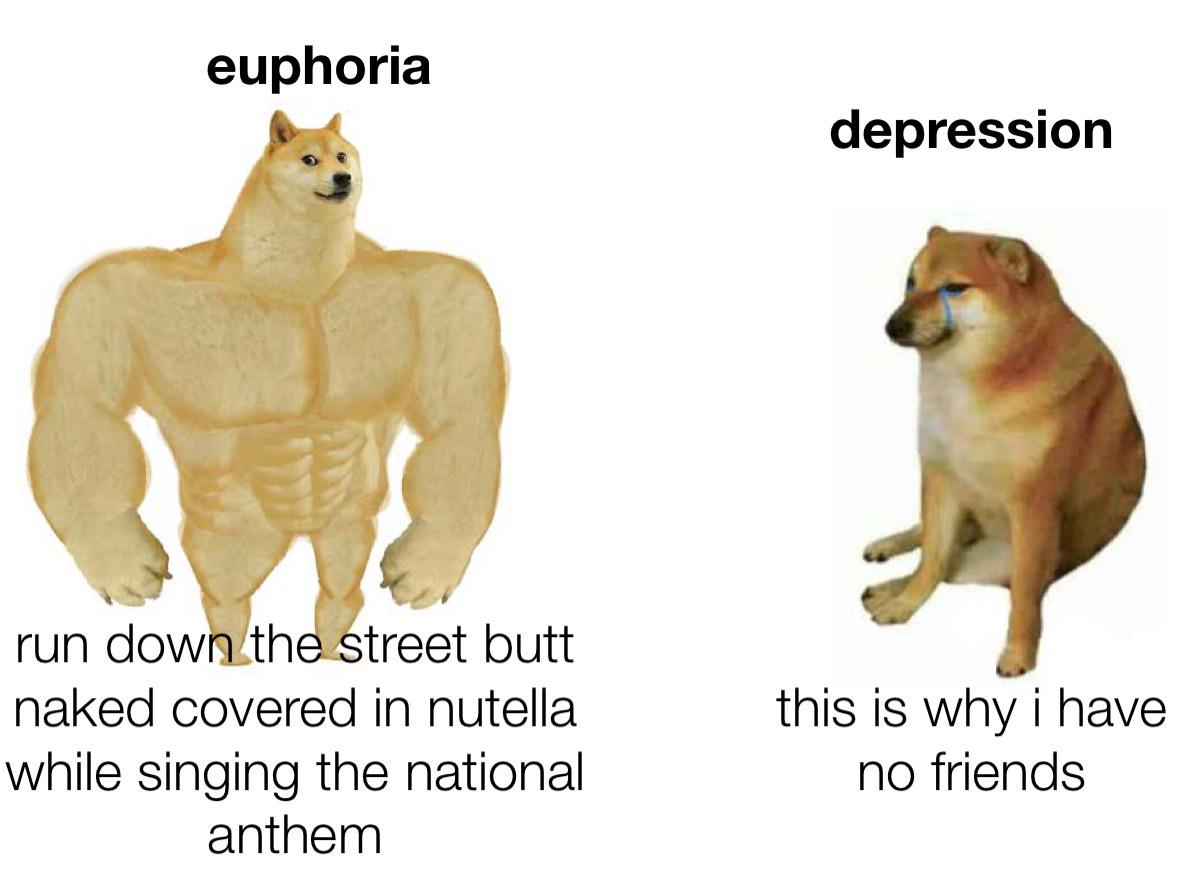 euphoria
run down the street butt
naked covered in nutella
while singing the national
anthem
depression
this is why i have
no friends